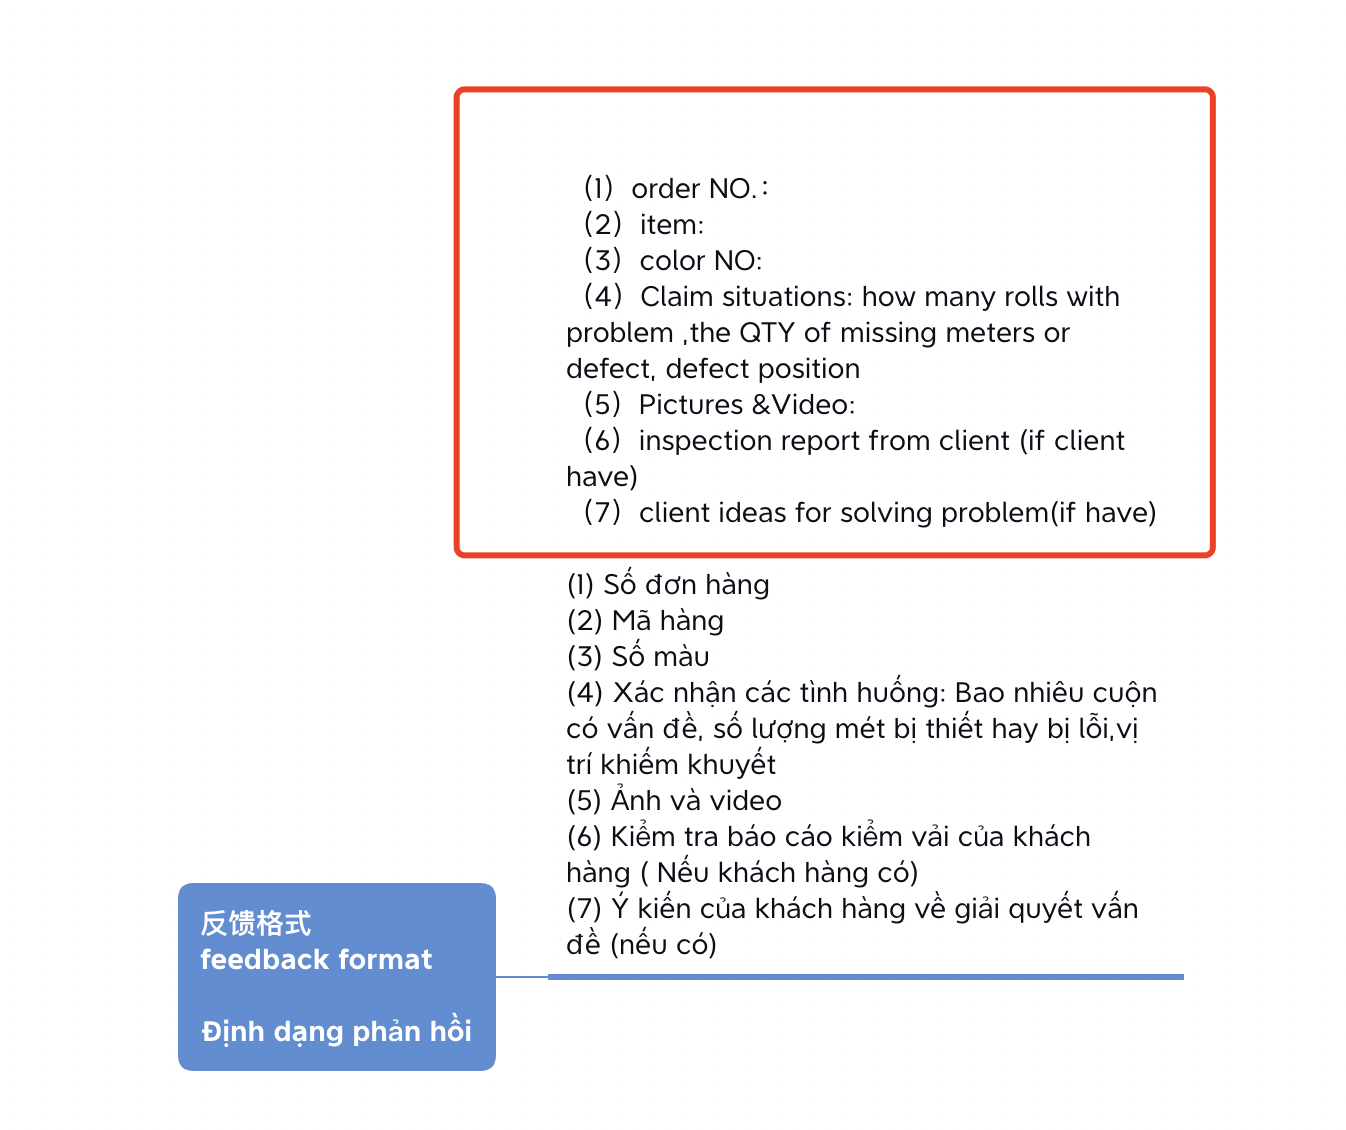 （1）order NO.：
（2）item:
（3）color NO:
（4）Claim situations: how many rolls with
problem ,the QTY of missing meters or
defect, defect position
（5）Pictures &Video:
（6）inspection report from client (if client
have)
（7）client ideas for solving problem(if have)
(1) Số đơn hàng
(2) Mã hàng
(3) Số màu
(4) Xác nhận các tình huống: Bao nhiêu cuộn
có vấn đề, số lượng mét bị thiết hay bị lỗi,vị
trí khiếm khuyết
(5) Ảnh và video
(6) Kiểm tra báo cáo kiểm vải của khách
hàng ( Nếu khách hàng có)
(7) Ý kiến của khách hàng về giải quyết vấn
đề (nếu có)
反馈格式
feedback format
Định dạng phản hồi